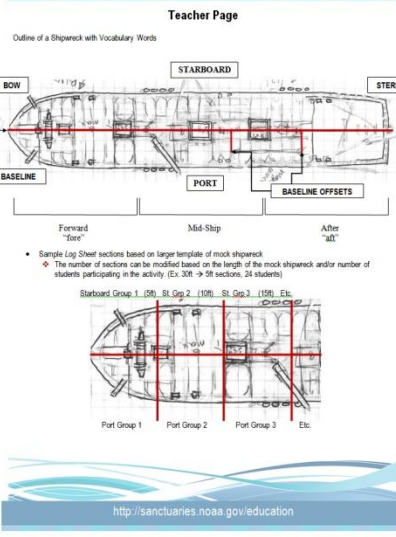 Teacher Page
Outline of a Shipwreck with Vocabulary Words
STARBOARD
BOW
STER
BASELINE
PORT
BASELINE OFFSETS
Forward
"fore"
Mid-Ship
After
"aft"
• Sample Log Sheet sections based on larger template of mock shipwreck
❖ The number of sections can be modified based on the length of the mock shipwreck and/or number of
students participating in the activity. (Ex. 30ft → 5ft sections, 24 students)
Starboard Group 1 (5ft) St. Grp 2 (10ft) St. Grp 3 (15ft) Etc.
Port Group 1 Port Group 2 Port Group 3 Etc.
http://sanctuaries.noaa.gov/education